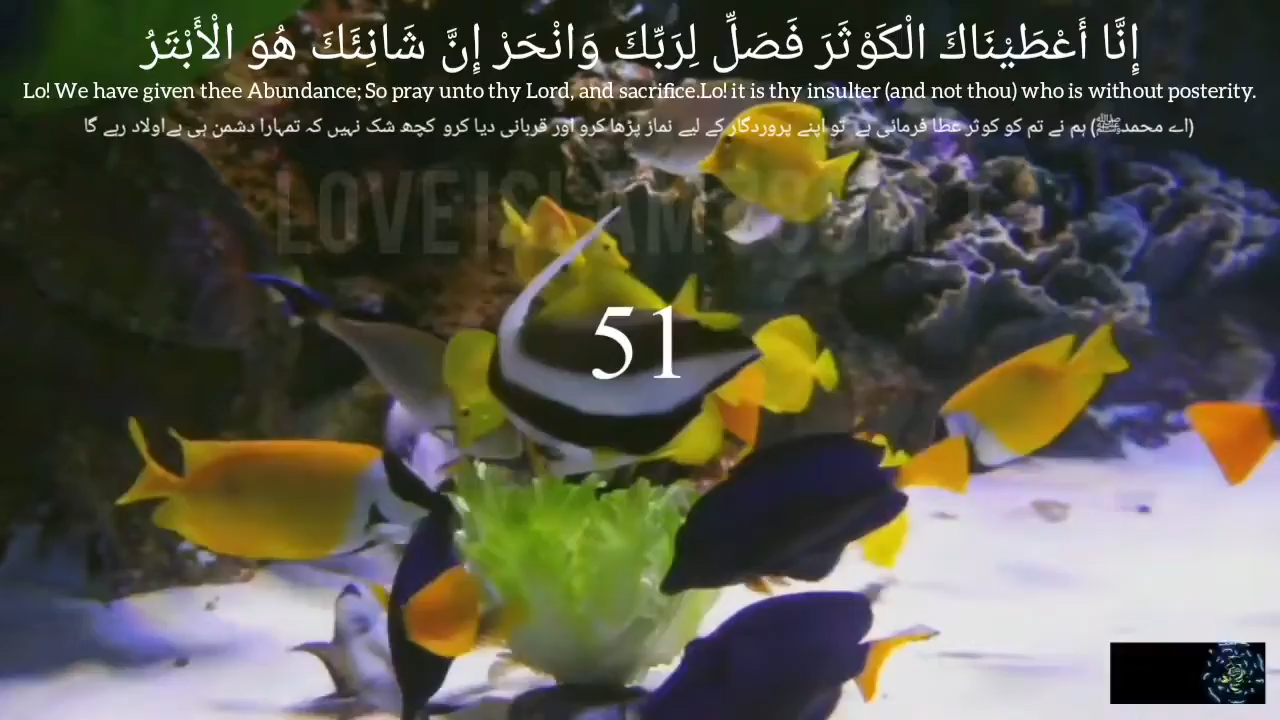 إِنَّا أَعْطَيْنَاكَ الْكَوْثَرَ فَصَلِّ لِرَبِّكَ وَانْحَرْ إِنَّ شَانِئَكَ هُوَ الْأَبْتَرُ
Lo! We have given thee Abundance; So pray unto thy Lord, and sacrifice.Lo! it is thy insulter (and not thou) who is without posterity.
(اے محمدﷺ) ہم نے تم کو کوثر عطا فرمائی ہے تو اپنے پروردگار کے لیے نماز پڑھا کرو اور قربانی دیا کرو کچھ شک نہیں کہ تمہارا دشمن ہی بےاولاد رہے گا
LOVEISLAM
51